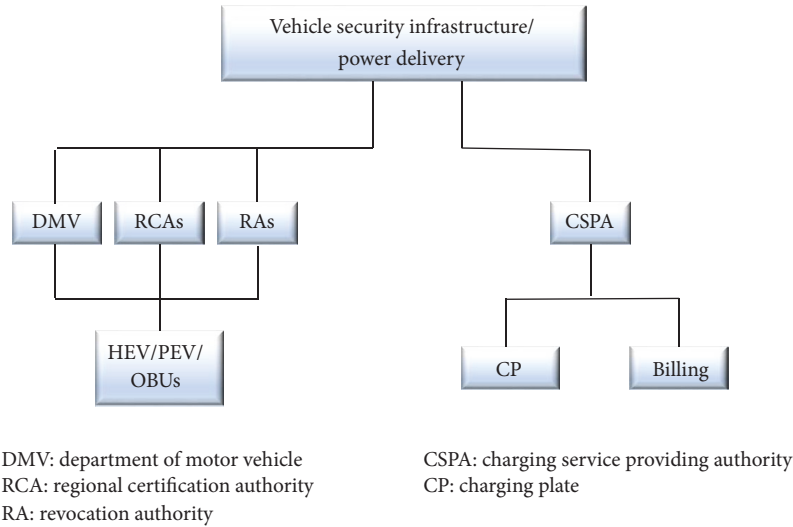 Vehicle security infrastructure/
power delivery
DMV
RCAs
RAs
CSPA
HEV/PEV/
OBUs
CP
Billing
DMV: department of motor vehicle
RCA: regional certification authority
RA: revocation authority
CSPA: charging service providing authority
CP: charging plate